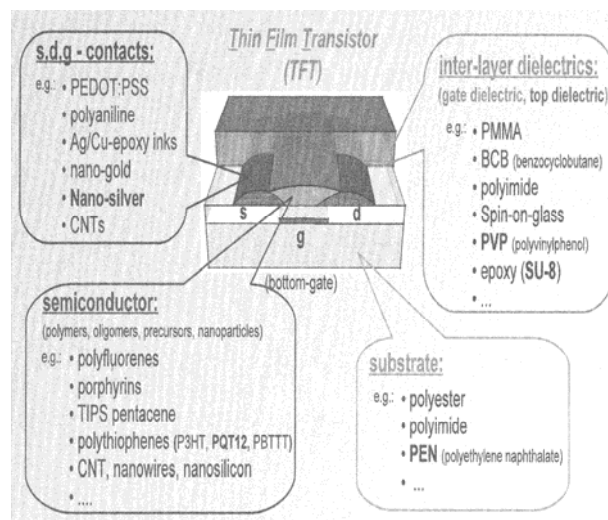 Thin Film Transistor
(TFT)
s.d,g - contacts:
e.g.: • PEDOT:PSS
• polyaniline
• Ag/Cu-epoxy inks
• nano-gold
• Nano-silver
• CNTs
inter-layer dielectrics:
(gate dielectric, top dielectric)
e.g.: • PMMA
• BCB (benzocyclobutane)
• polyimide
• Spin-on-glass
• PVP (polyvinylphenol)
• epoxy (SU-8)
• ...
s
d
g
(bottom-gate)
semiconductor:
(polymers, oligomers, precursors, nanoparticles)
e.g.: • polyfluorenes
• porphyrins
• TIPS pentacene
• polythiophenes (P3HT, PQT12, PBTTT)
• CNT, nanowires, nanosilicon
• ....
substrate:
e.g.: • polyester
• polyimide
• PEN (polyethylene naphthalate)
• ...